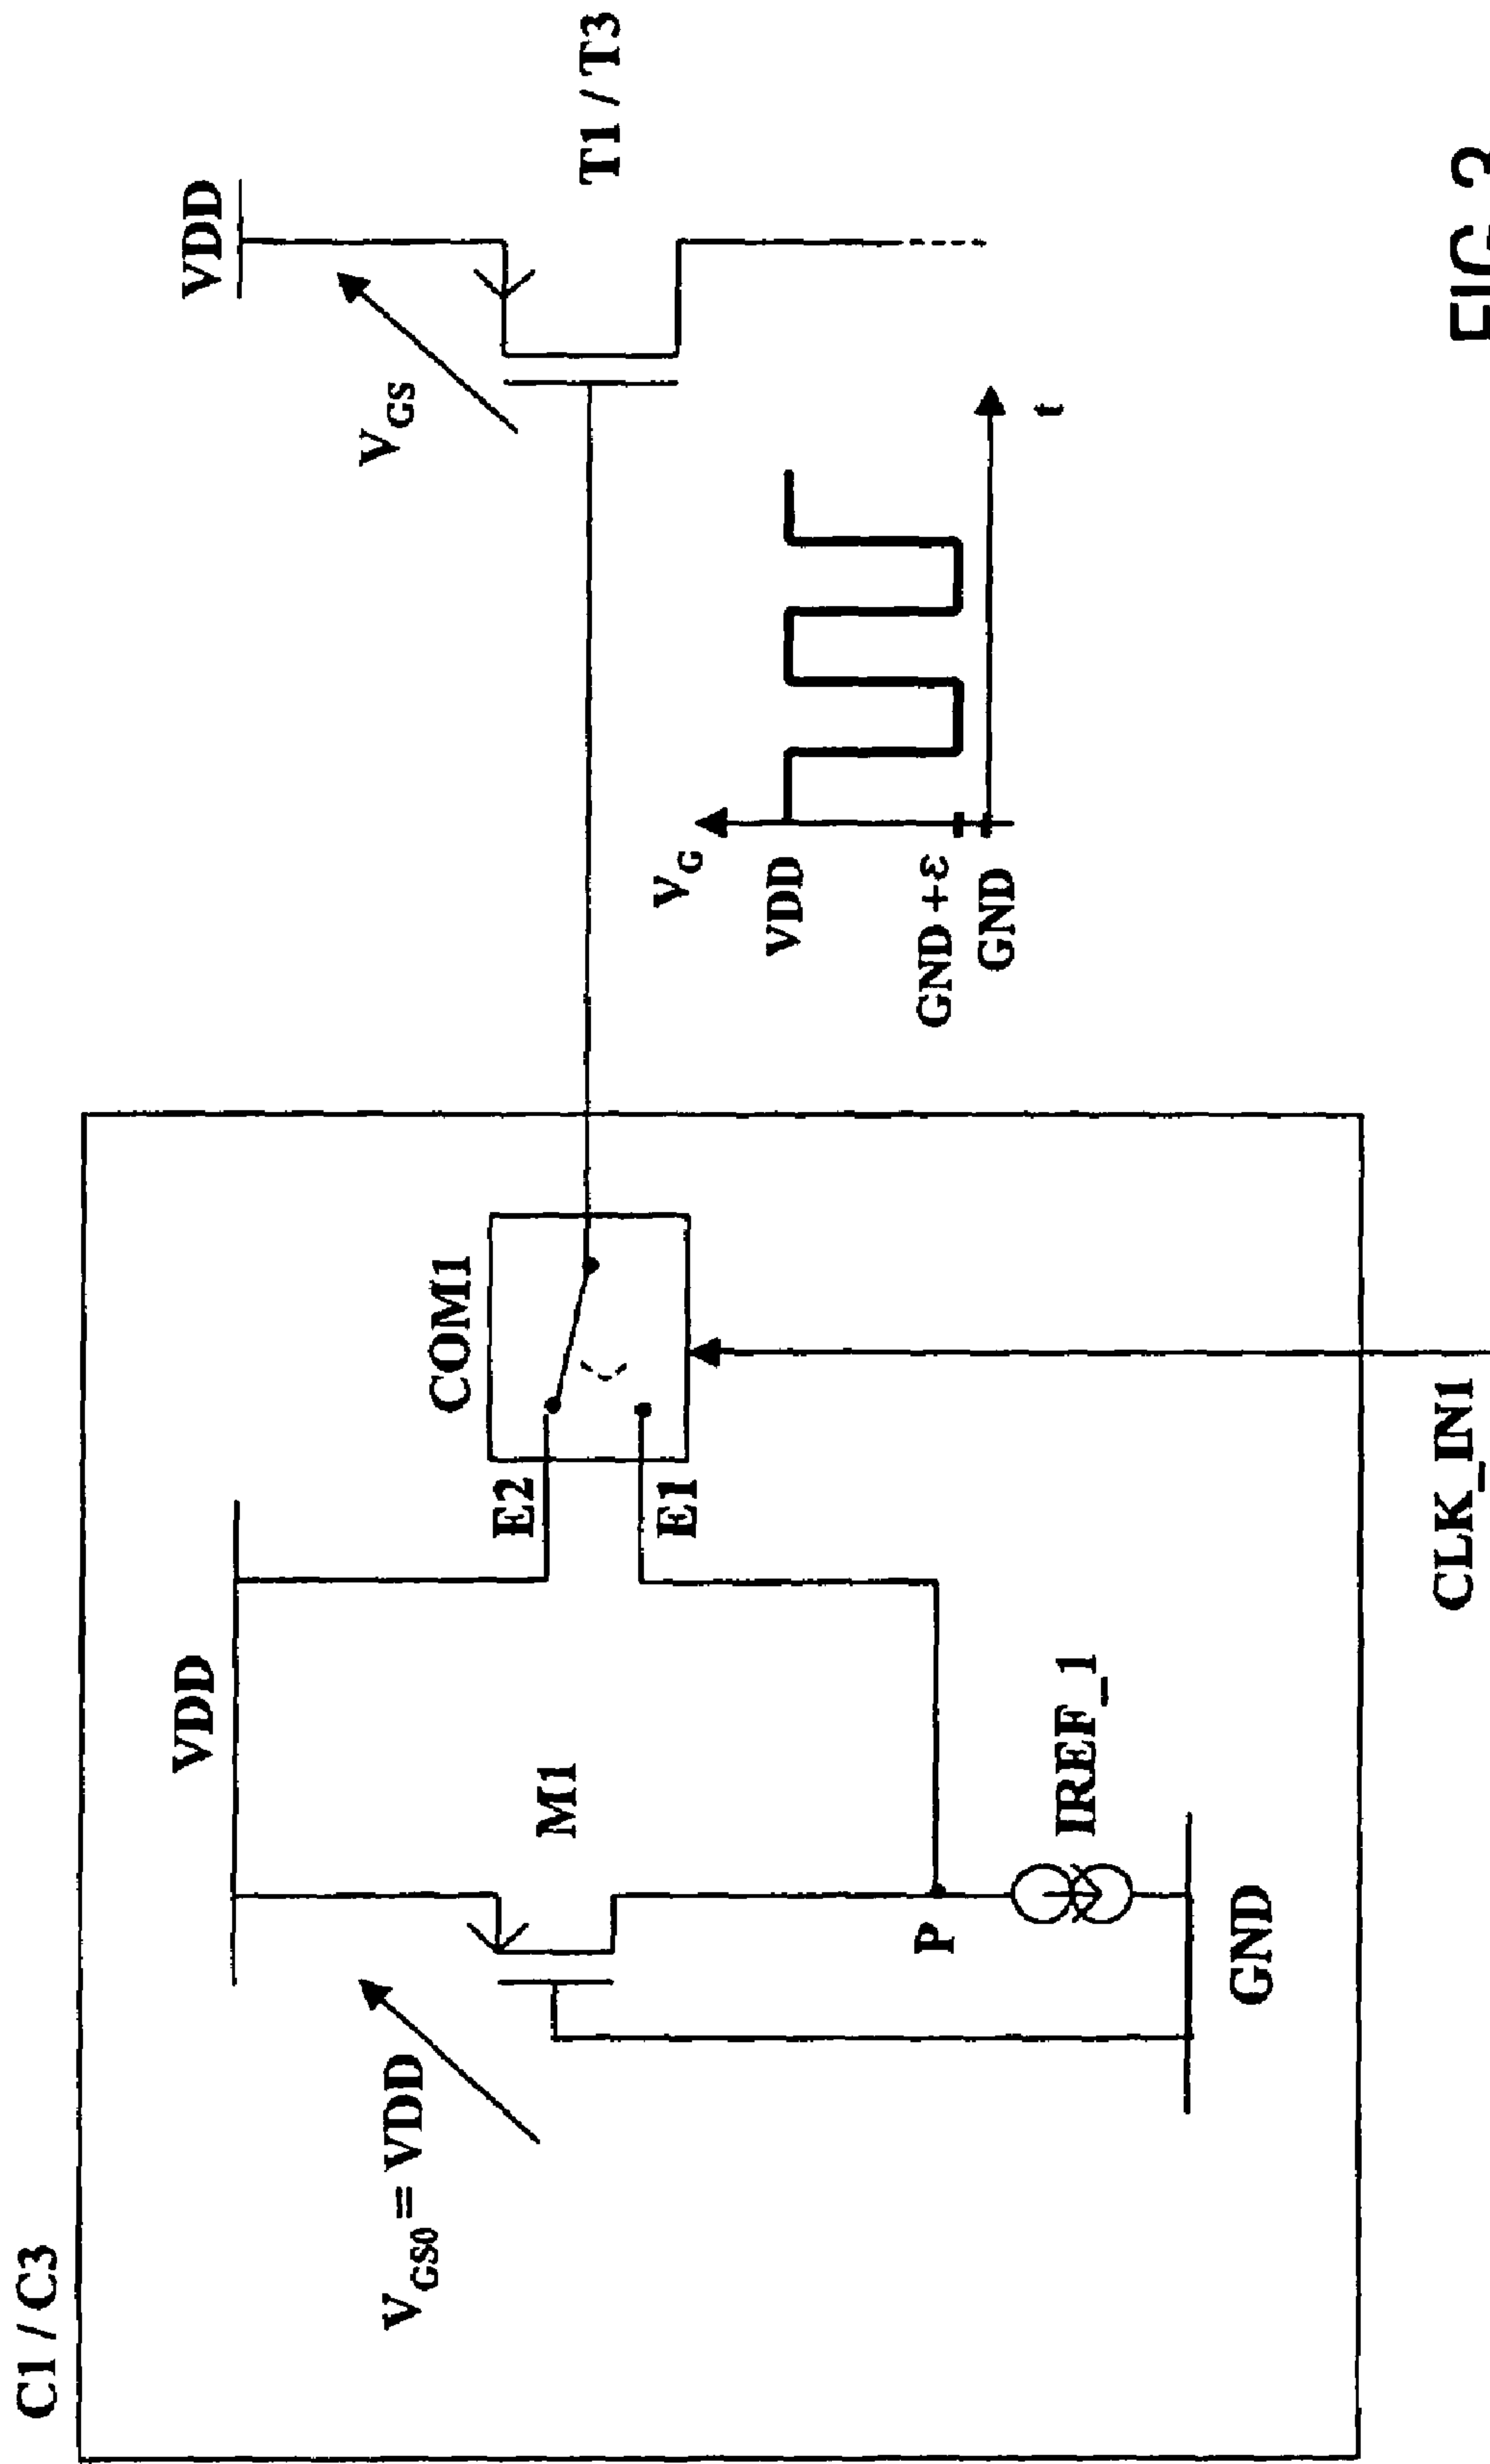 C1 / C3
VDD
VDD
V_GS0 = VDD
V_GS
M1
COM1
T1 / T3
E2
E1
V_G
VDD
GND +ε
GND
t
P
IREF_1
GND
CLK_IN1